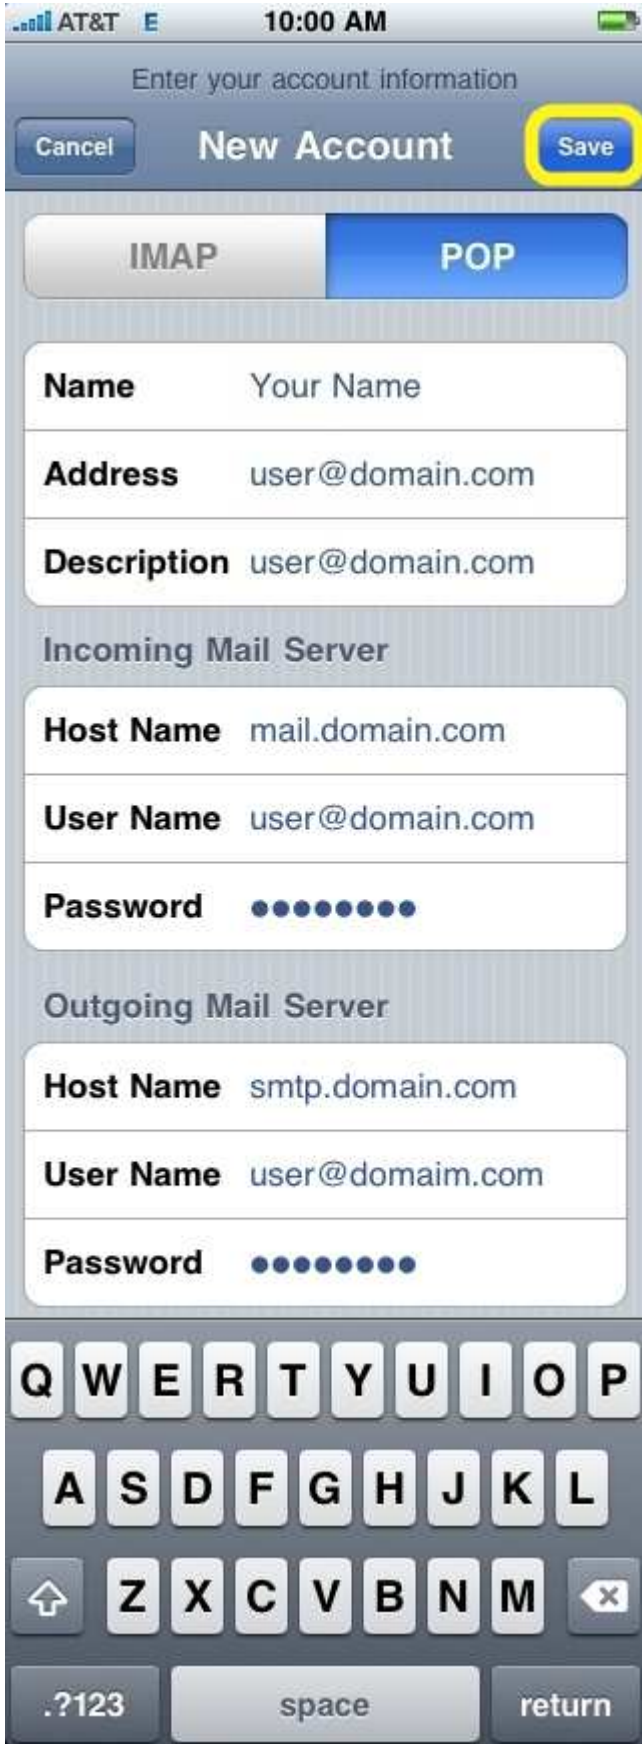 AT&T E 10:00 AM
Enter your account information
Cancel New Account Save
IMAP POP
Name Your Name
Address user@domain.com
Description user@domain.com
Incoming Mail Server
Host Name mail.domain.com
User Name user@domain.com
Password ●●●●●●●●
Outgoing Mail Server
Host Name smtp.domain.com
User Name user@domaim.com
Password ●●●●●●●●
Q W E R T Y U I O P
A S D F G H J K L
Z X C V B N M
.?123 space return